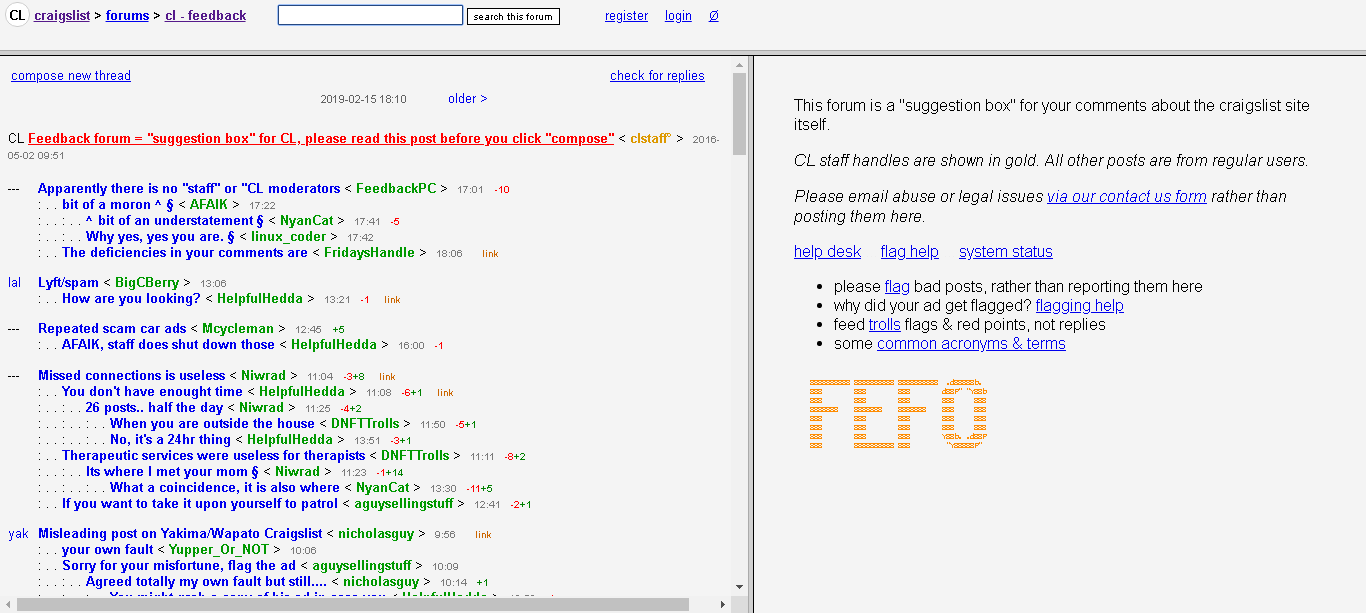 CL craigslist > forums > cl - feedback search this forum register login Ø
compose new thread check for replies
2019-02-15 18:10 older >
CL Feedback forum = "suggestion box" for CL, please read this post before you click "compose" < clstaff° > 2016-
05-02 09:51
--- Apparently there is no "staff" or "CL moderators < FeedbackPC > 17:01 -10
: . . bit of a moron ^ § < AFAIK > 17:22
: . . : . . ^ bit of an understatement § < NyanCat > 17:41 -5
: . . : . . Why yes, yes you are. § < linux_coder > 17:42
: . . The deficiencies in your comments are < FridaysHandle > 18:06 link
lal Lyft/spam < BigCBerry > 13:06
: . . How are you looking? < HelpfulHedda > 13:21 -1 link
--- Repeated scam car ads < Mcycleman > 12:45 +5
: . . AFAIK, staff does shut down those < HelpfulHedda > 16:00 -1
--- Missed connections is useless < Niwrad > 11:04 -3+8 link
: . . You don't have enought time < HelpfulHedda > 11:08 -6+1 link
: . . : . . 26 posts.. half the day < Niwrad > 11:25 -4+2
: . . : . . : . . When you are outside the house < DNFTTrolls > 11:50 -5+1
: . . : . . : . . No, it's a 24hr thing < HelpfulHedda > 13:51 -3+1
: . . Therapeutic services were useless for therapists < DNFTTrolls > 11:11 -8+2
: . . : . . Its where I met your mom § < Niwrad > 11:23 -1+14
: . . : . . : . . What a coincidence, it is also where < NyanCat > 13:30 -11+5
: . . If you want to take it upon yourself to patrol < aguysellingstuff > 12:41 -2+1
yak Misleading post on Yakima/Wapato Craigslist < nicholasguy > 9:56 link
: . . your own fault < Yupper_Or_NOT > 10:06
: . . Sorry for your misfortune, flag the ad < aguysellingstuff > 10:09
: . . : . . Agreed totally my own fault but still.... < nicholasguy > 10:14 +1
This forum is a "suggestion box" for your comments about the craigslist site
itself.
CL staff handles are shown in gold. All other posts are from regular users.
Please email abuse or legal issues via our contact us form rather than
posting them here.
help desk flag help system status
• please flag bad posts, rather than reporting them here
• why did your ad get flagged? flagging help
• feed trolls flags & red points, not replies
• some common acronyms & terms
FEFO